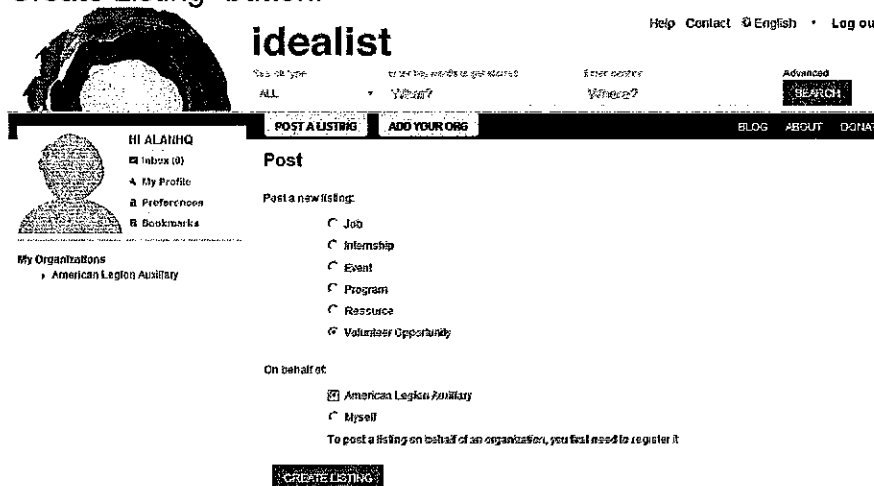 Create Listing" button.
Help Contact English • Log ou
idealist
ALL What? Where? Advanced
SEARCH
POST A LISTING ADD YOUR ORG BLOG ABOUT DONA
HI ALANHQ
Inbox (0)
My Profile
Preferences
Bookmarks
My Organizations
American Legion Auxiliary
Post
Post a new listing:
Job
Internship
Event
Program
Resource
Volunteer Opportunity
On behalf of:
American Legion Auxiliary
Myself
To post a listing on behalf of an organization, you first need to register it
CREATE LISTING